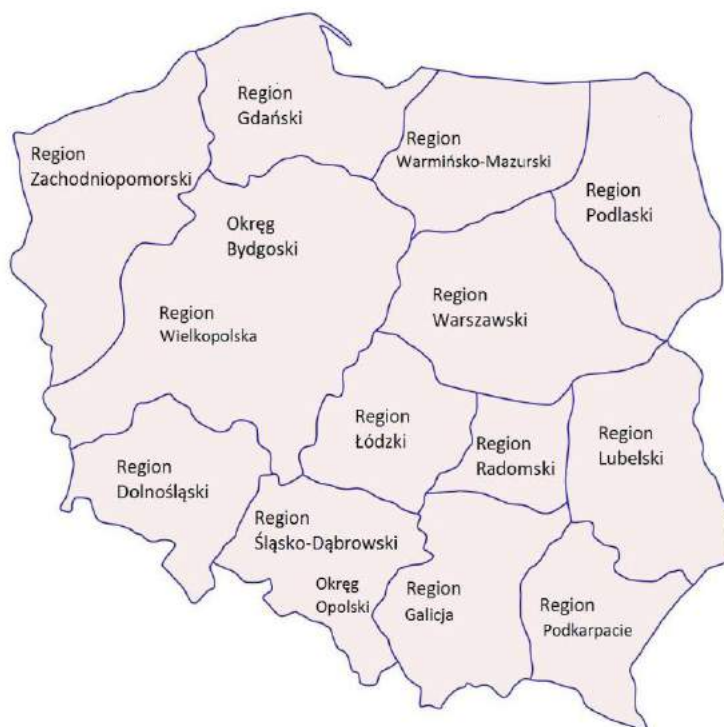 Region
Gdański
Region
Zachodniopomorski
Region
Warmińsko-Mazurski
Region
Podlaski
Okręg
Bydgoski
Region
Wielkopolska
Region
Warszawski
Region
Łódzki
Region
Radomski
Region
Lubelski
Region
Dolnośląski
Region
Śląsko-Dąbrowski
Okręg
Opolski
Region
Galicja
Region
Podkarpacie